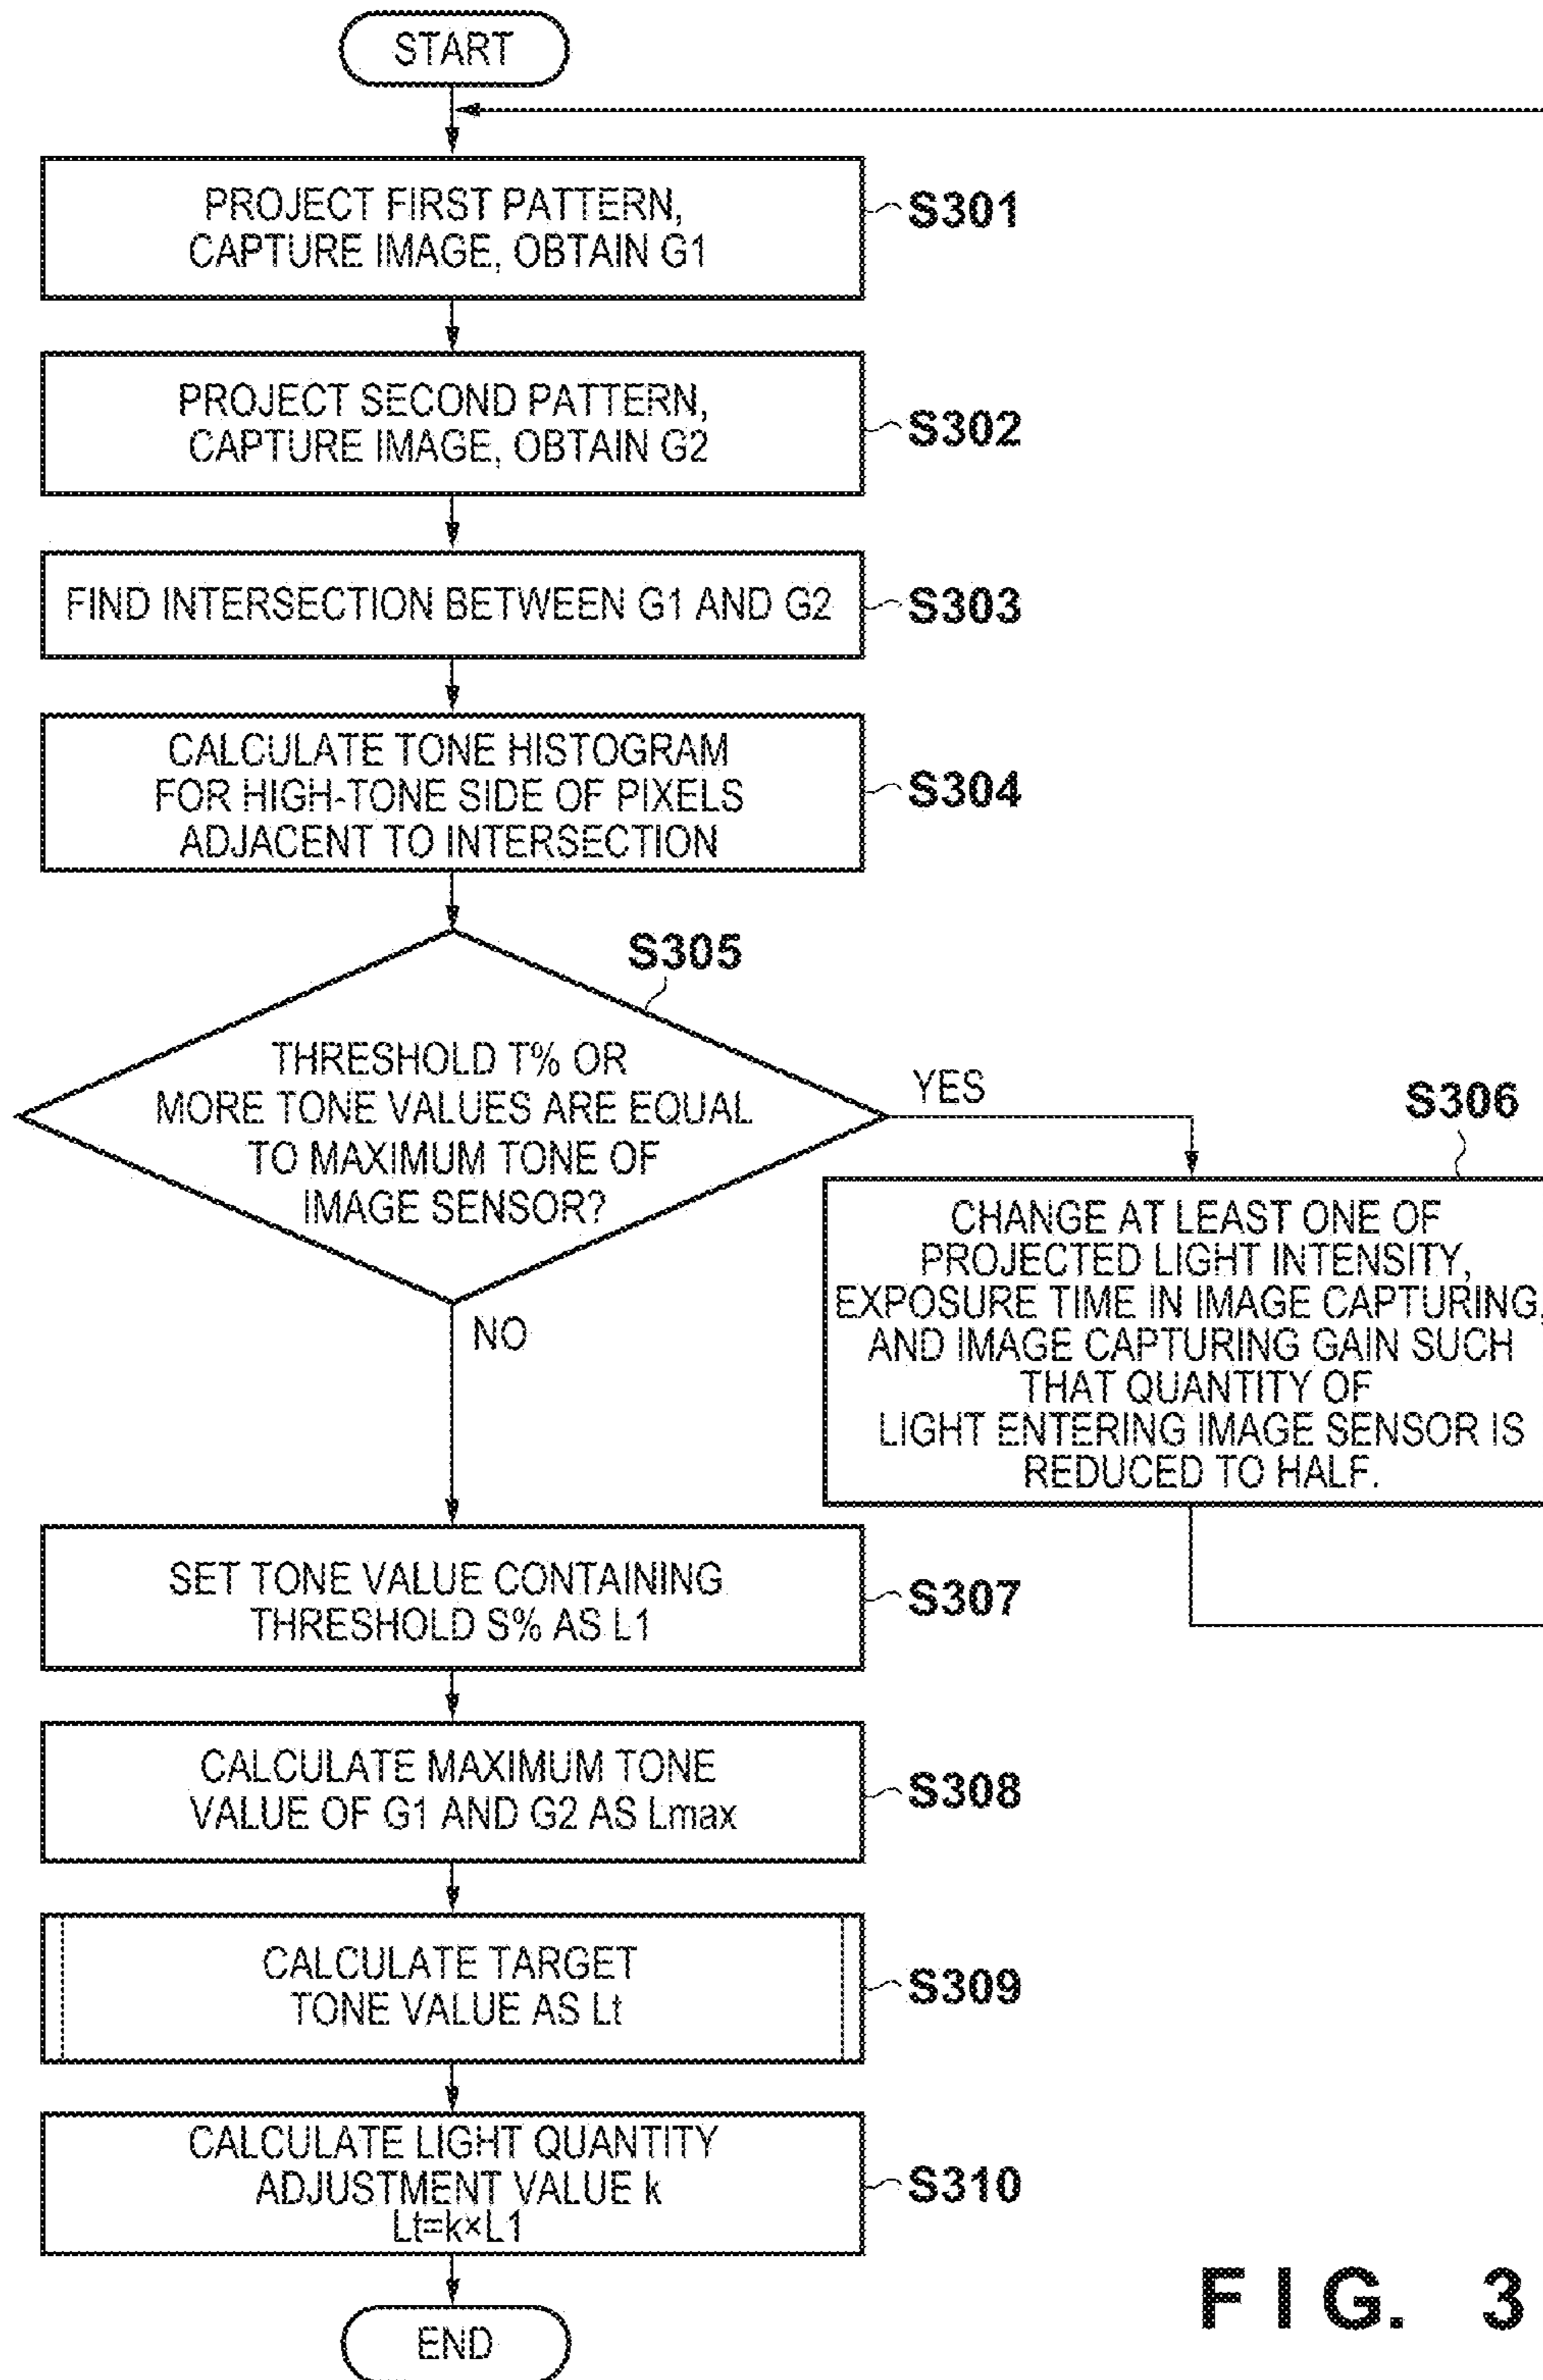 START
PROJECT FIRST PATTERN,
CAPTURE IMAGE, OBTAIN G1
S301
PROJECT SECOND PATTERN,
CAPTURE IMAGE, OBTAIN G2
S302
FIND INTERSECTION BETWEEN G1 AND G2
S303
CALCULATE TONE HISTOGRAM
FOR HIGH-TONE SIDE OF PIXELS
ADJACENT TO INTERSECTION
S304
S305
THRESHOLD T% OR
MORE TONE VALUES ARE EQUAL
TO MAXIMUM TONE OF
IMAGE SENSOR?
YES
NO
S306
CHANGE AT LEAST ONE OF
PROJECTED LIGHT INTENSITY,
EXPOSURE TIME IN IMAGE CAPTURING,
AND IMAGE CAPTURING GAIN SUCH
THAT QUANTITY OF
LIGHT ENTERING IMAGE SENSOR IS
REDUCED TO HALF.
SET TONE VALUE CONTAINING
THRESHOLD S% AS L1
S307
CALCULATE MAXIMUM TONE
VALUE OF G1 AND G2 AS Lmax
S308
CALCULATE TARGET
TONE VALUE AS Lt
S309
CALCULATE LIGHT QUANTITY
ADJUSTMENT VALUE k
Lt=k×L1
S310
END
FIG. 3